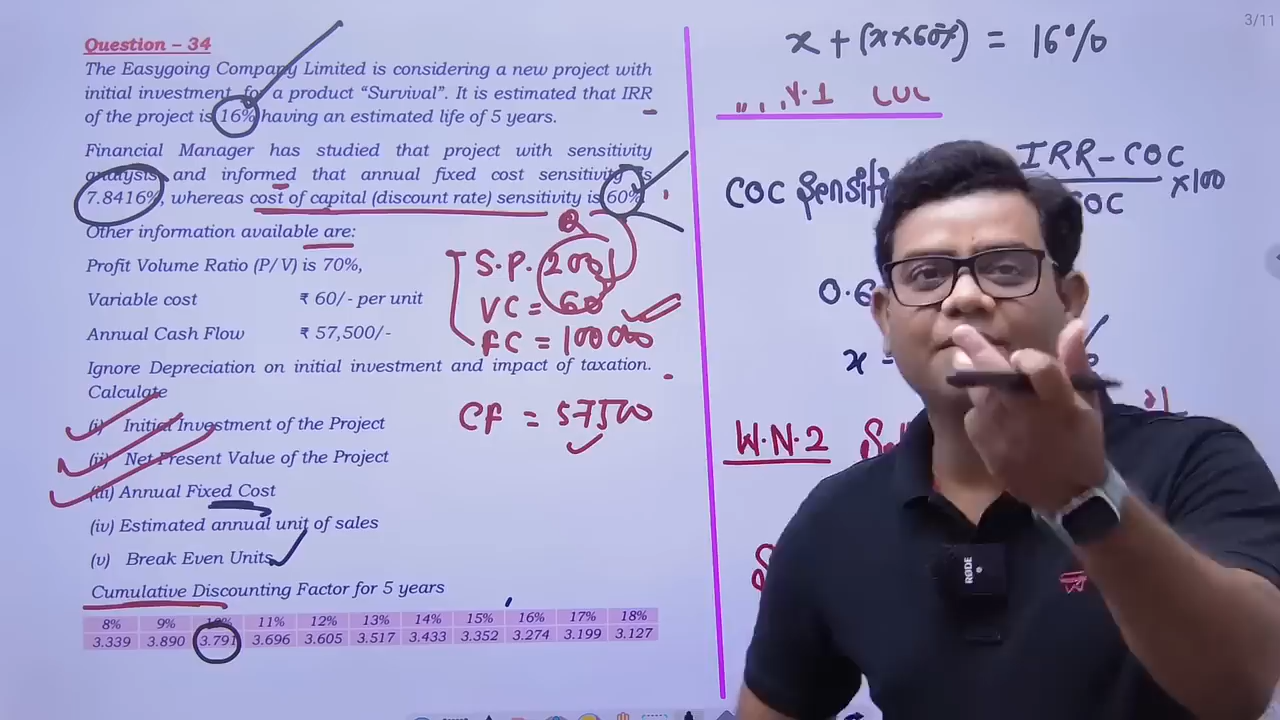 3/11
Question – 34
The Easygoing Company Limited is considering a new project with
initial investment, for a product “Survival”. It is estimated that IRR
of the project is 16% having an estimated life of 5 years.
Financial Manager has studied that project with sensitivity
analysis and informed that annual fixed cost sensitivity is
7.8416%, whereas cost of capital (discount rate) sensitivity is 60%.
Other information available are:
Profit Volume Ratio (P/V) is 70%,
Variable cost ₹ 60/- per unit
Annual Cash Flow ₹ 57,500/-
Ignore Depreciation on initial investment and impact of taxation.
Calculate
(i) Initial Investment of the Project
(ii) Net Present Value of the Project
(iii) Annual Fixed Cost
(iv) Estimated annual unit of sales
(v) Break Even Units
Cumulative Discounting Factor for 5 years
8% 9% 10% 11% 12% 13% 14% 15% 16% 17% 18%
3.339 3.890 3.791 3.696 3.605 3.517 3.433 3.352 3.274 3.199 3.127
S.P. 200
VC = 60
FC = 100000
CF = 57500
x + (x×60%) = 16%
COC Sensiti
IRR – COC
×100
OC
0.6
x =
W.N.2
RØDE